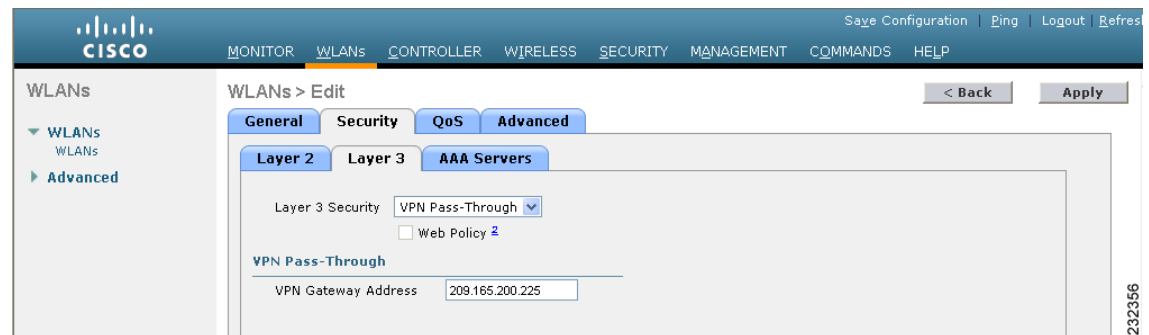 Save Configuration | Ping | Logout | Refres
CISCO
MONITOR WLANs CONTROLLER WIRELESS SECURITY MANAGEMENT COMMANDS HELP
WLANs
WLANs > Edit
< Back
Apply
General Security QoS Advanced
WLANs
WLANs
Advanced
Layer 2 Layer 3 AAA Servers
Layer 3 Security VPN Pass-Through
Web Policy 2
VPN Pass-Through
VPN Gateway Address 209.165.200.225
232356